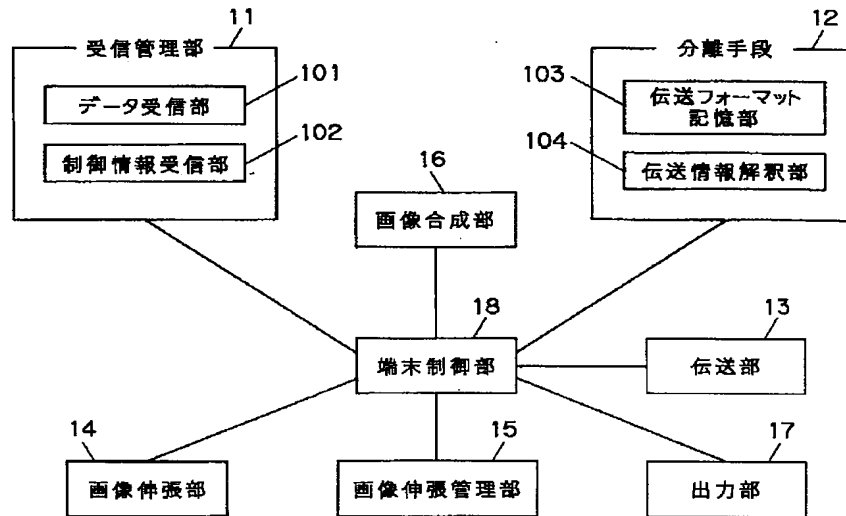 受信管理部
11
データ受信部
101
制御情報受信部
102
分離手段
12
伝送フォーマット
記憶部
103
伝送情報解釈部
104
16
画像合成部
18
端末制御部
13
伝送部
14
画像伸張部
15
画像伸張管理部
17
出力部